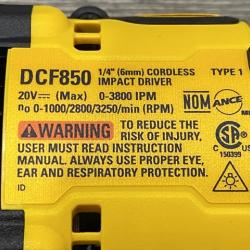 DCF850 1/4" (6mm) CORDLESS IMPACT DRIVER TYPE 1
20V⎓ (Max) 0-3800 IPM
no 0-1000/2800/3250/min (RPM)
NOM ANCE
WARNING TO REDUCE THE
RISK OF INJURY,
USER MUST READ INSTRUCTION
MANUAL. ALWAYS USE PROPER EYE,
EAR AND RESPIRATORY PROTECTION.
C US
150399
ID